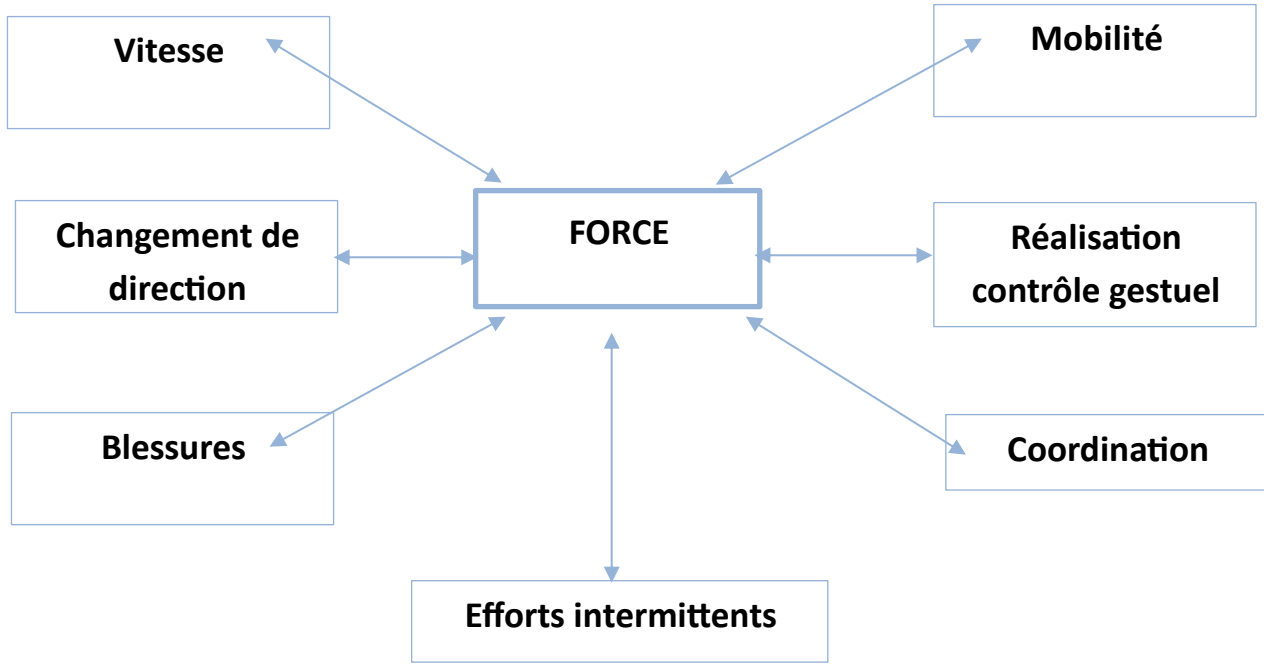 Vitesse
Mobilité
Changement de
direction
FORCE
Réalisation
contrôle gestuel
Blessures
Coordination
Efforts intermittents